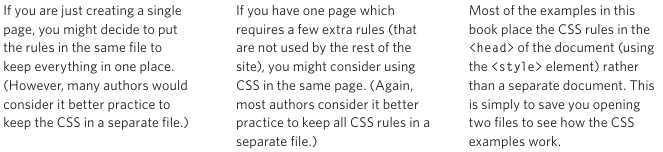 If you are just creating a single
page, you might decide to put
the rules in the same file to
keep everything in one place.
(However, many authors would
consider it better practice to
keep the CSS in a separate file.)
If you have one page which
requires a few extra rules (that
are not used by the rest of the
site), you might consider using
CSS in the same page. (Again,
most authors consider it better
practice to keep all CSS rules in a
separate file.)
Most of the examples in this
book place the CSS rules in the
<head> of the document (using
the <style> element) rather
than a separate document. This
is simply to save you opening
two files to see how the CSS
examples work.